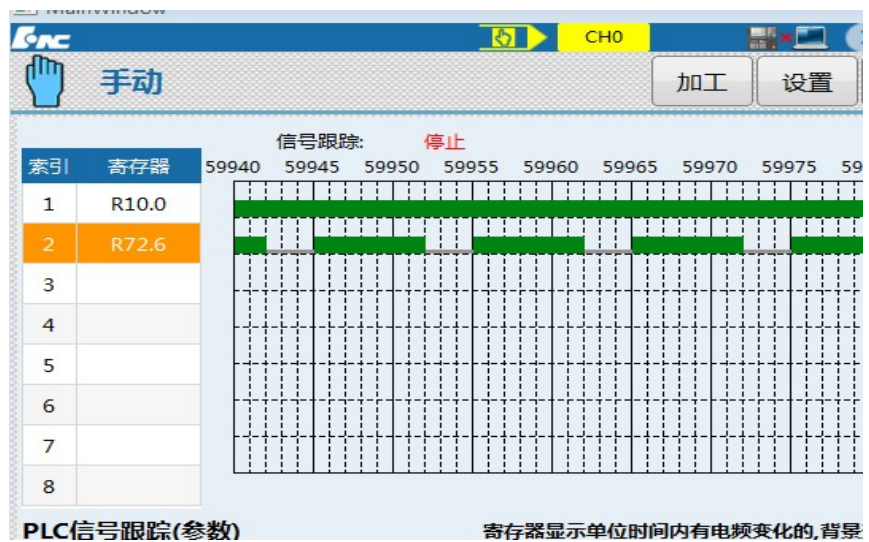 MainWindow
HNC
CH0
手动
加工
设置
信号跟踪:
停止
索引 寄存器
59940 59945 59950 59955 59960 59965 59970 59975 59
1 R10.0
2 R72.6
3
4
5
6
7
8
PLC信号跟踪(参数)
寄存器显示单位时间内有电频变化的,背景